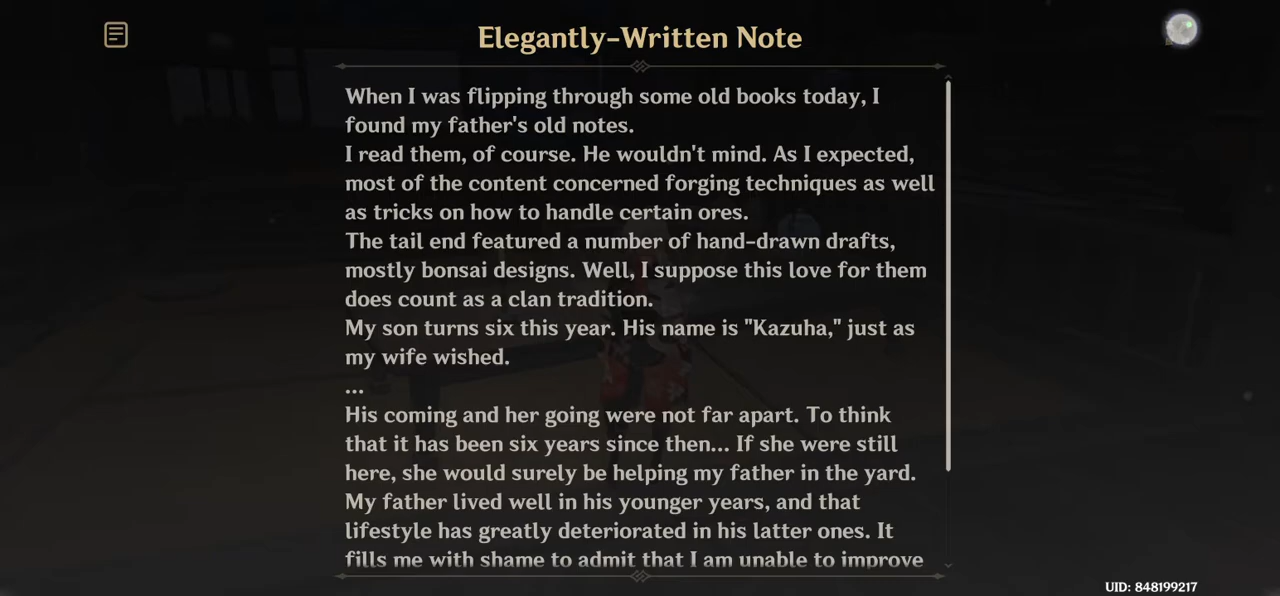 Elegantly-Written Note
When I was flipping through some old books today, I
found my father's old notes.
I read them, of course. He wouldn't mind. As I expected,
most of the content concerned forging techniques as well
as tricks on how to handle certain ores.
The tail end featured a number of hand-drawn drafts,
mostly bonsai designs. Well, I suppose this love for them
does count as a clan tradition.
My son turns six this year. His name is "Kazuha," just as
my wife wished.
...
His coming and her going were not far apart. To think
that it has been six years since then... If she were still
here, she would surely be helping my father in the yard.
My father lived well in his younger years, and that
lifestyle has greatly deteriorated in his latter ones. It
fills me with shame to admit that I am unable to improve
UID: 848199217